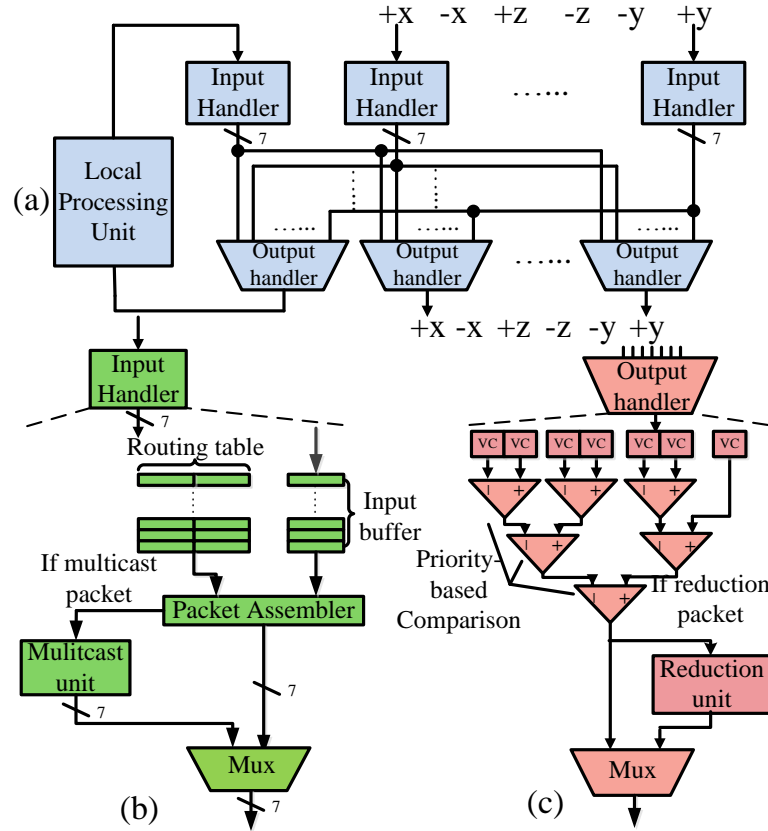 +x -x +z -z -y +y
Input
Handler
Input
Handler
Input
Handler
.......
7
7
7
(a)
Local
Processing
Unit
.......
.......
.......
Output
handler
Output
handler
Output
handler
.......
+x -x +z -z -y +y
Input
Handler
7
Routing table
Input
buffer
If multicast
packet
Packet Assembler
Mulitcast
unit
7
7
Mux
7
(b)
Output
handler
VC VC VC VC VC VC VC
- + - + - +
- + - +
Priority-
based
Comparison
- +
If reduction
packet
Reduction
unit
Mux
(c)